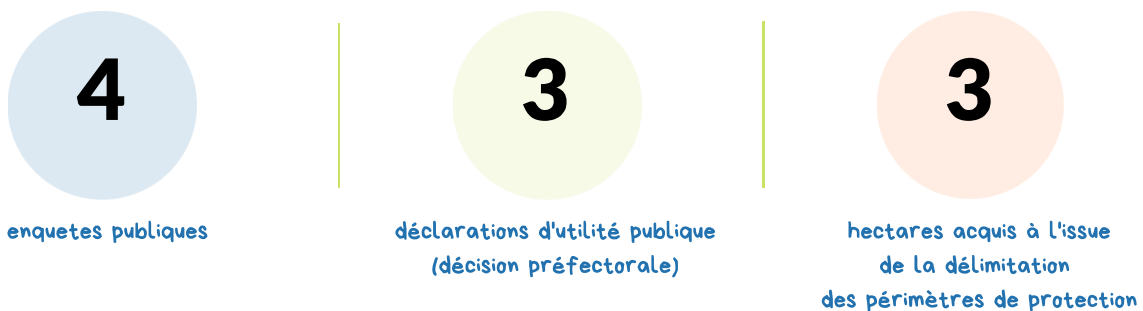 4
enquetes publiques
3
déclarations d'utilité publique
(décision préfectorale)
3
hectares acquis à l'issue
de la délimitation
des périmètres de protection